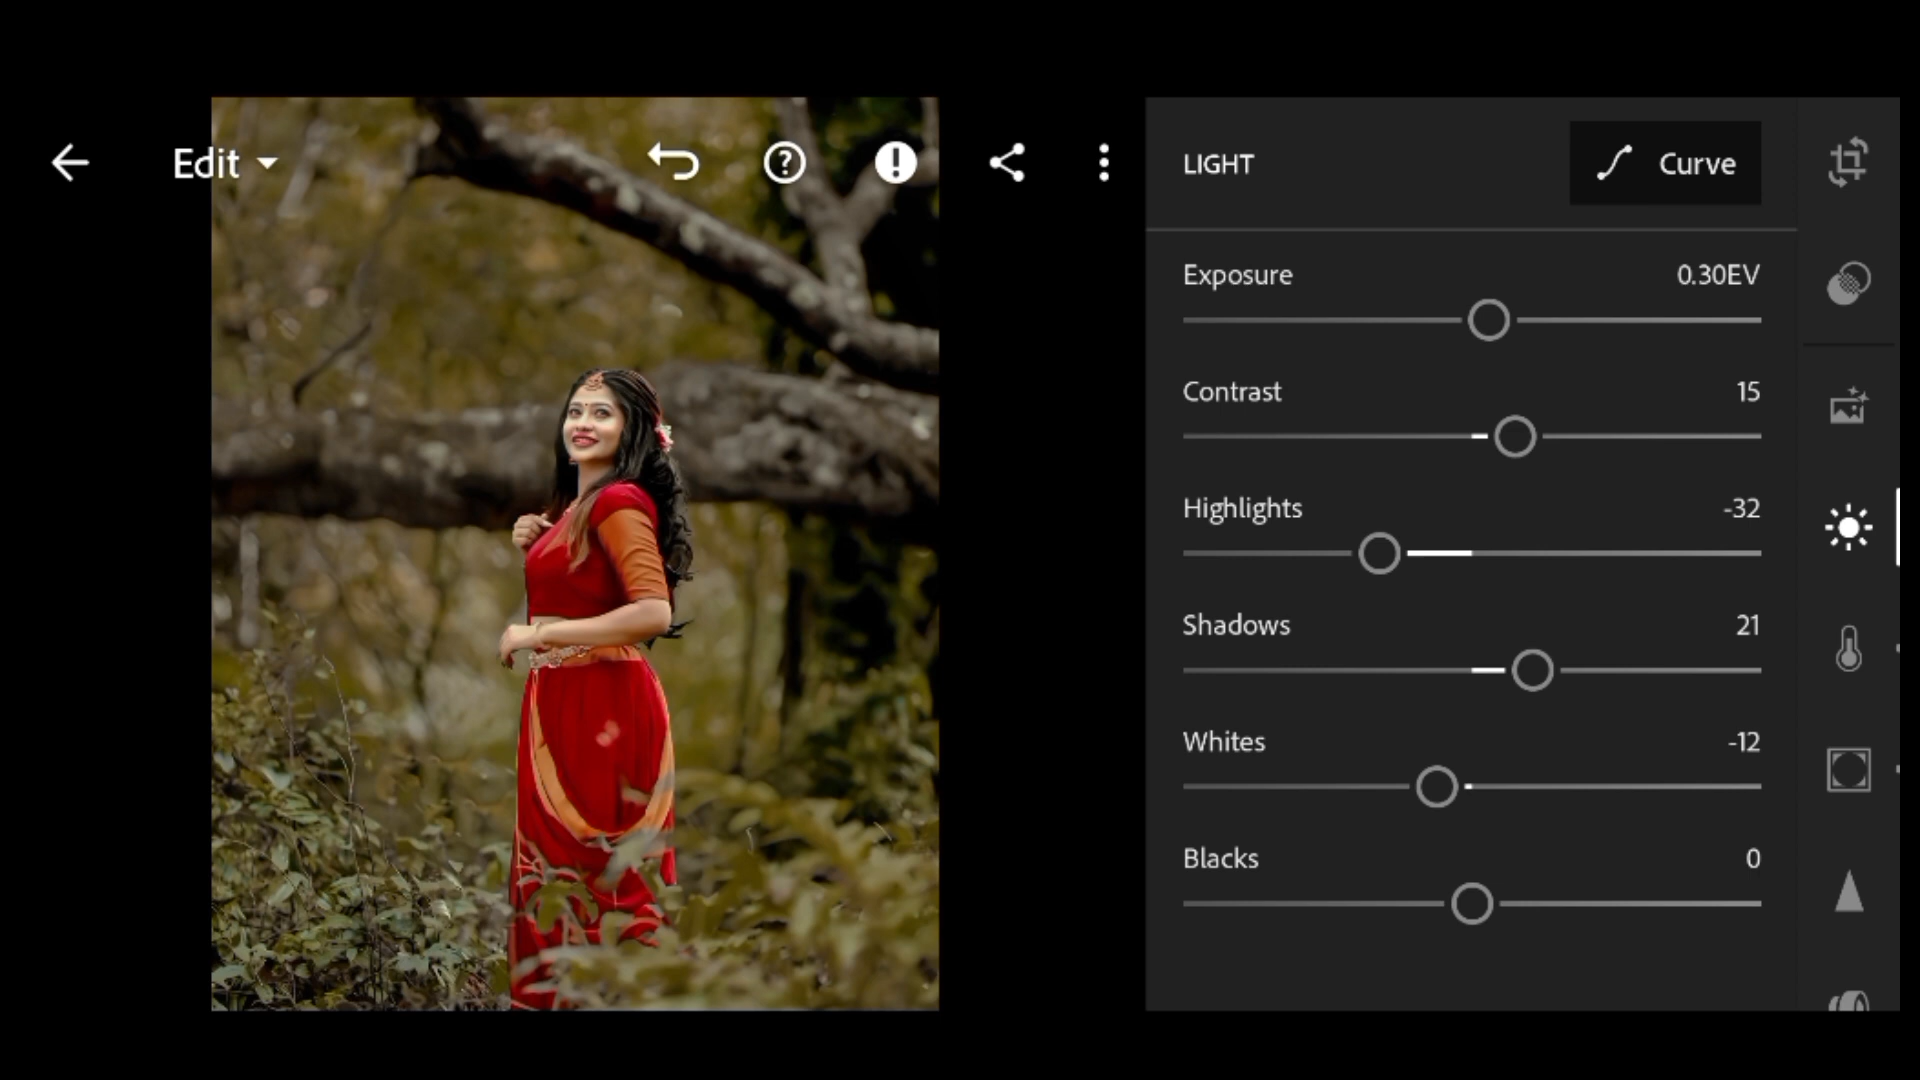 Edit
LIGHT
Curve
Exposure 0.30EV
Contrast 15
Highlights -32
Shadows 21
Whites -12
Blacks 0